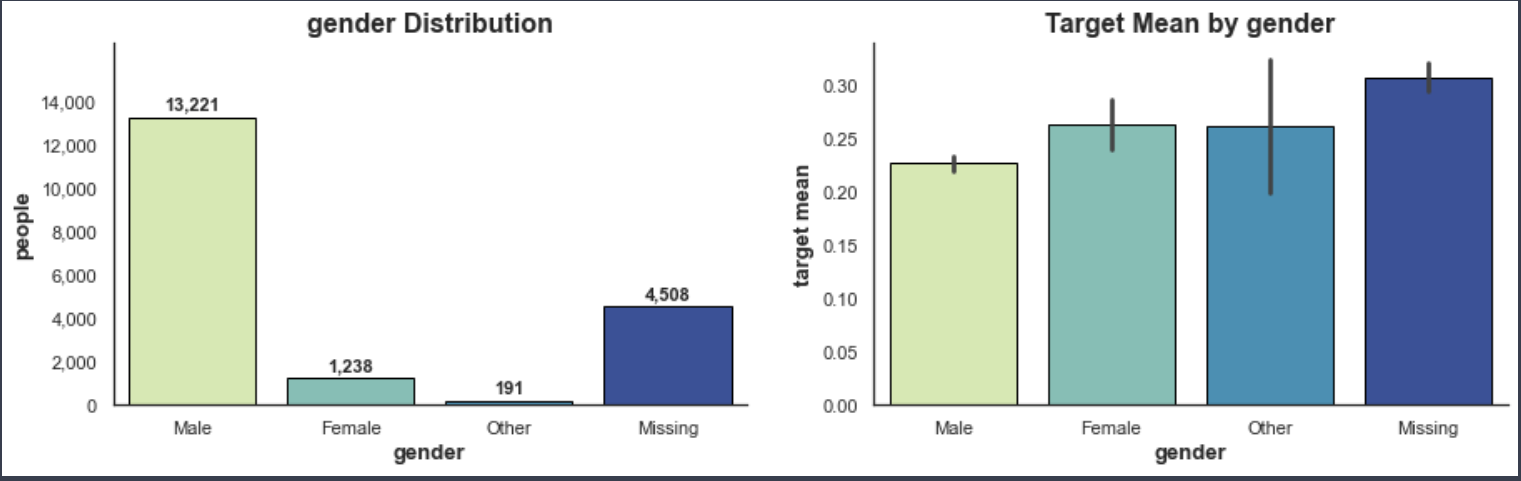 gender Distribution
people
14,000
12,000
10,000
8,000
6,000
4,000
2,000
0
13,221
1,238
191
4,508
Male Female Other Missing
gender
Target Mean by gender
target mean
0.30
0.25
0.20
0.15
0.10
0.05
0.00
Male Female Other Missing
gender